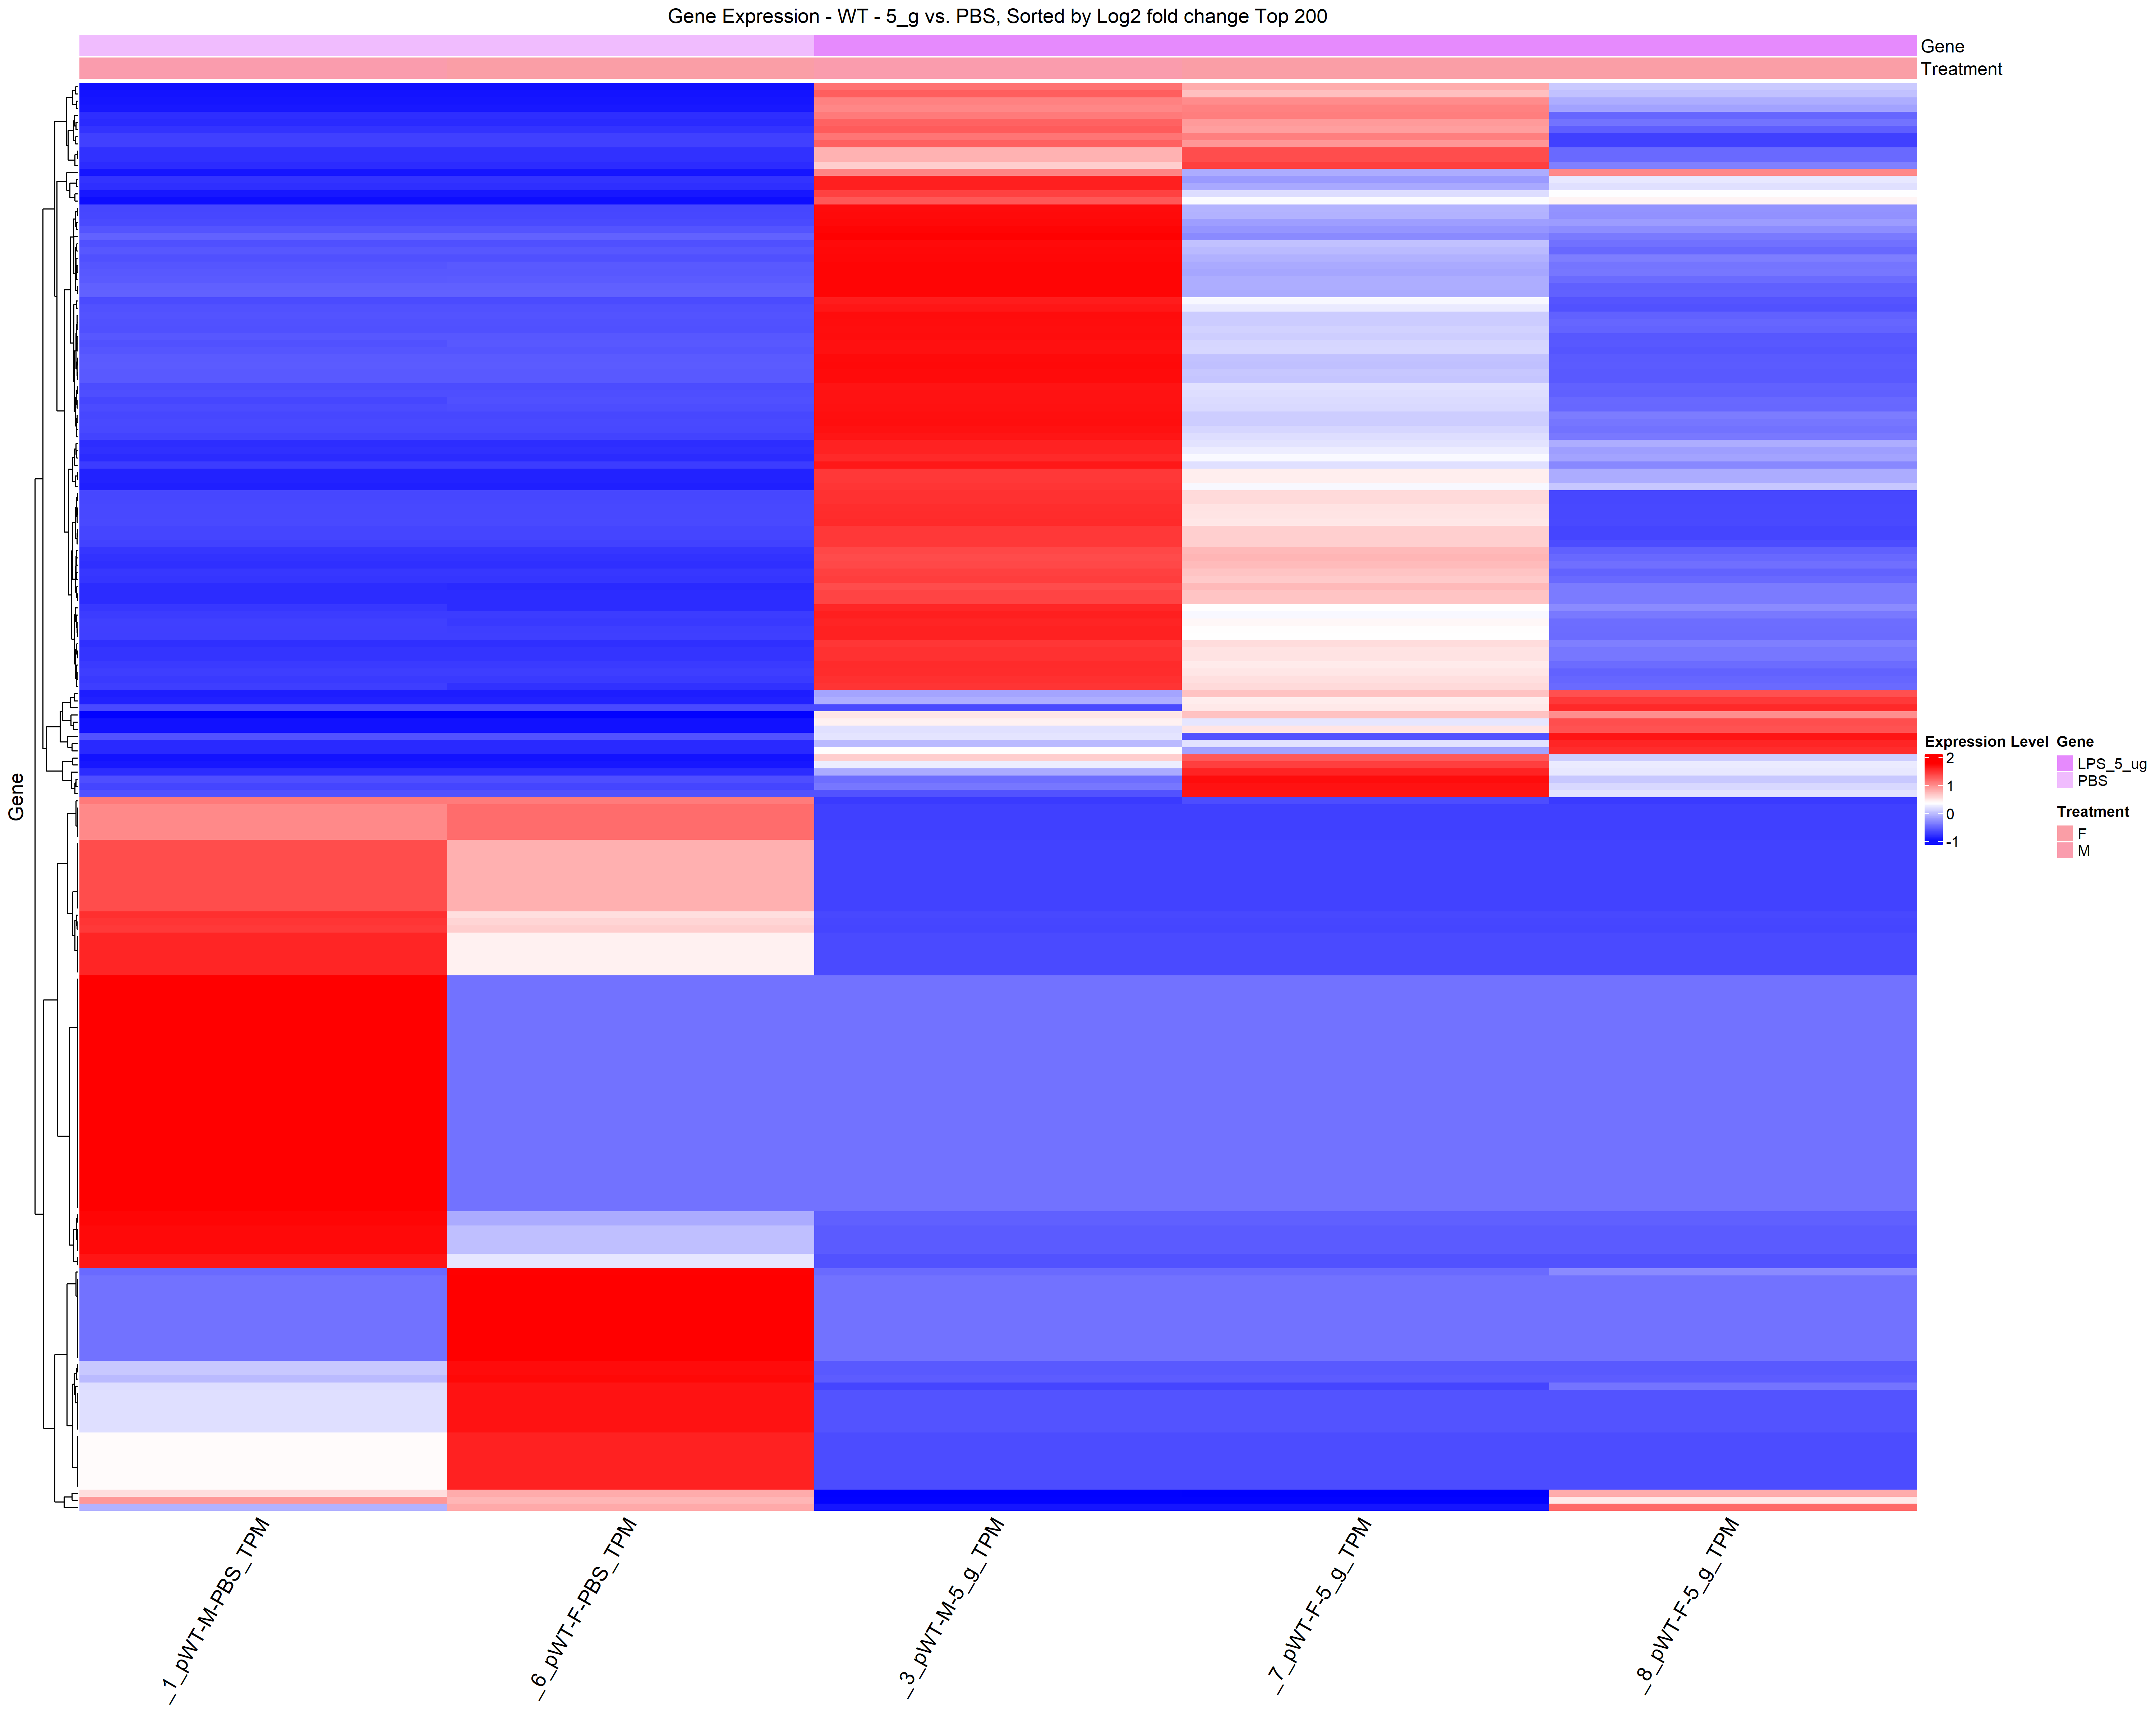 Gene Expression - WT - 5_g vs. PBS, Sorted by Log2 fold change Top 200
Gene
Treatment
Gene
Expression Level
2
1
0
-1
Gene
LPS_5_ug
PBS
Treatment
F
M
_1_pWT-M-PBS_TPM
_6_pWT-F-PBS_TPM
_3_pWT-M-5_g_TPM
_7_pWT-F-5_g_TPM
_8_pWT-F-5_g_TPM